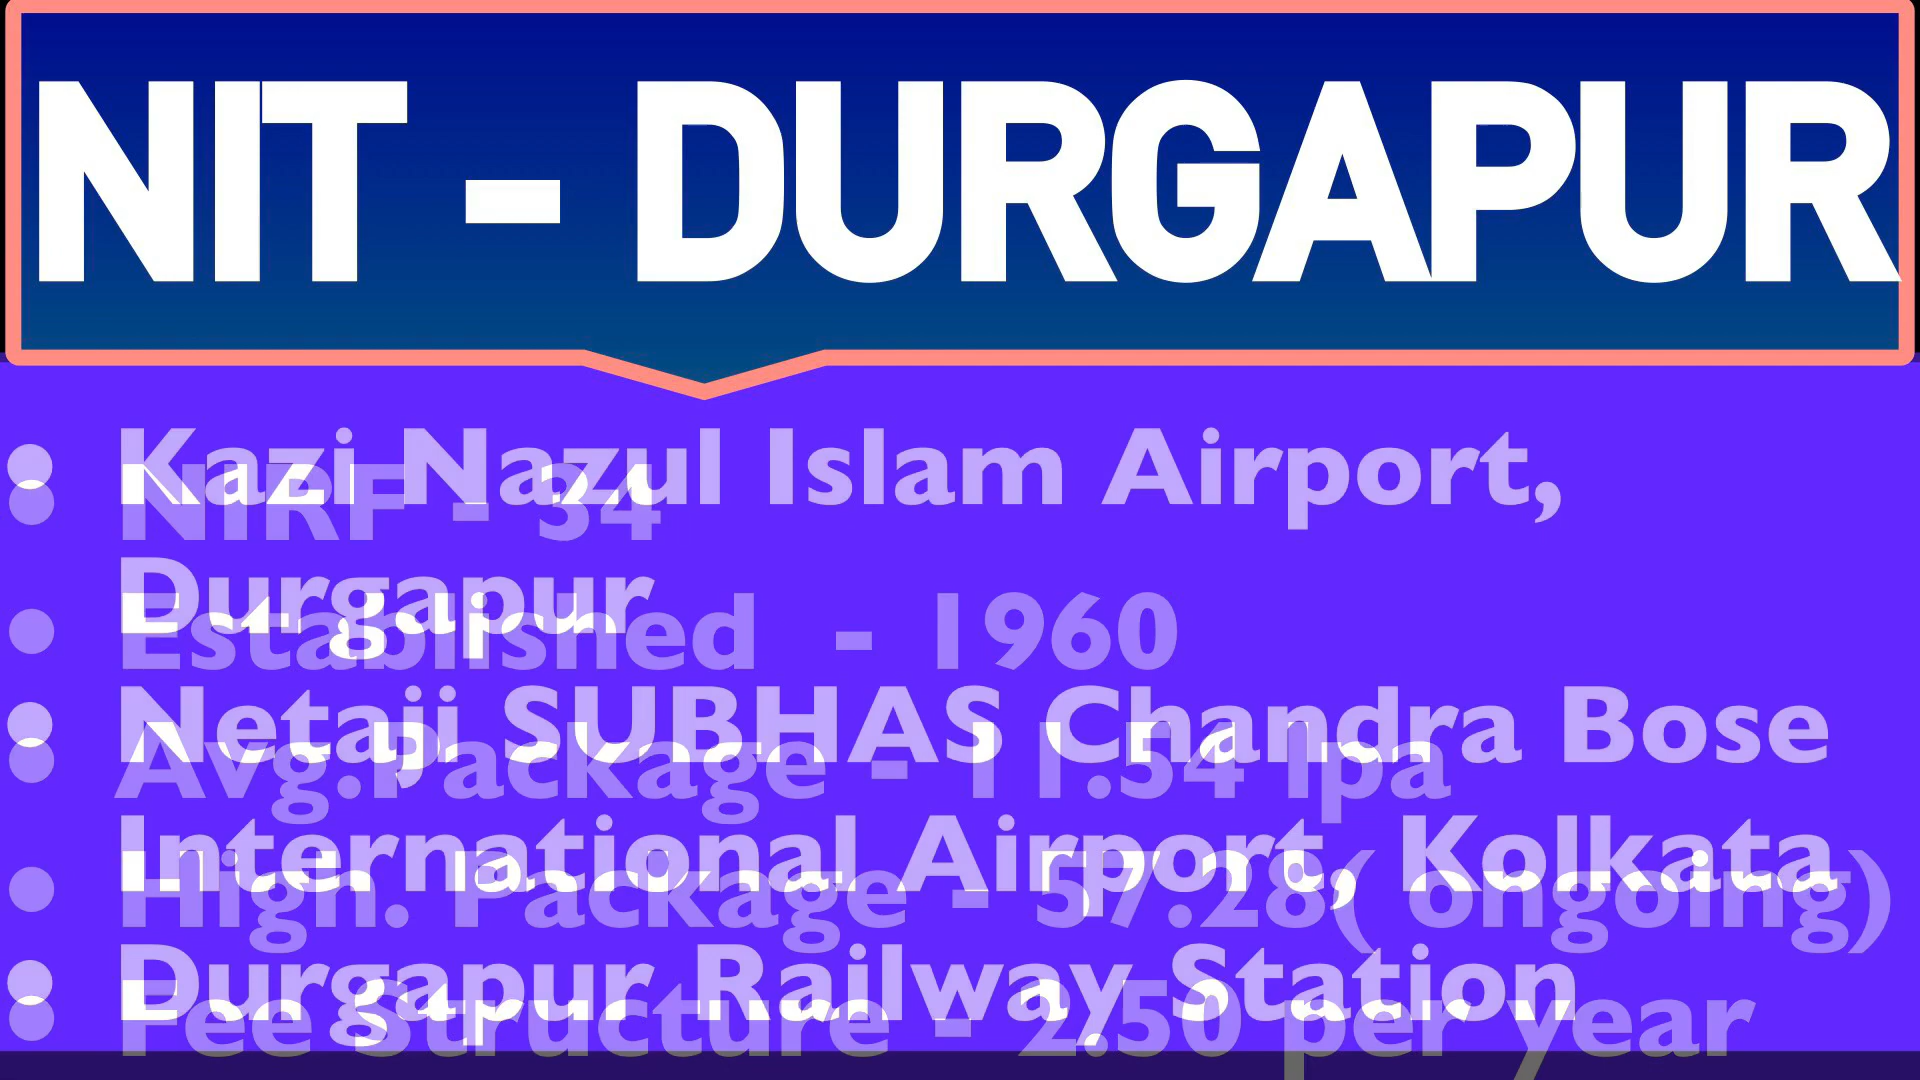 NIT - DURGAPUR
Kazi Nazul Islam Airport,
Durgapur
Netaji SUBHAS Chandra Bose
International Airport, Kolkata
Durgapur Railway Station
NIRF - 34
Established - 1960
Avg.Package - 11.54 lpa
High. Package - 57.28( ongoing)
Fee Structure - 2.50 per year